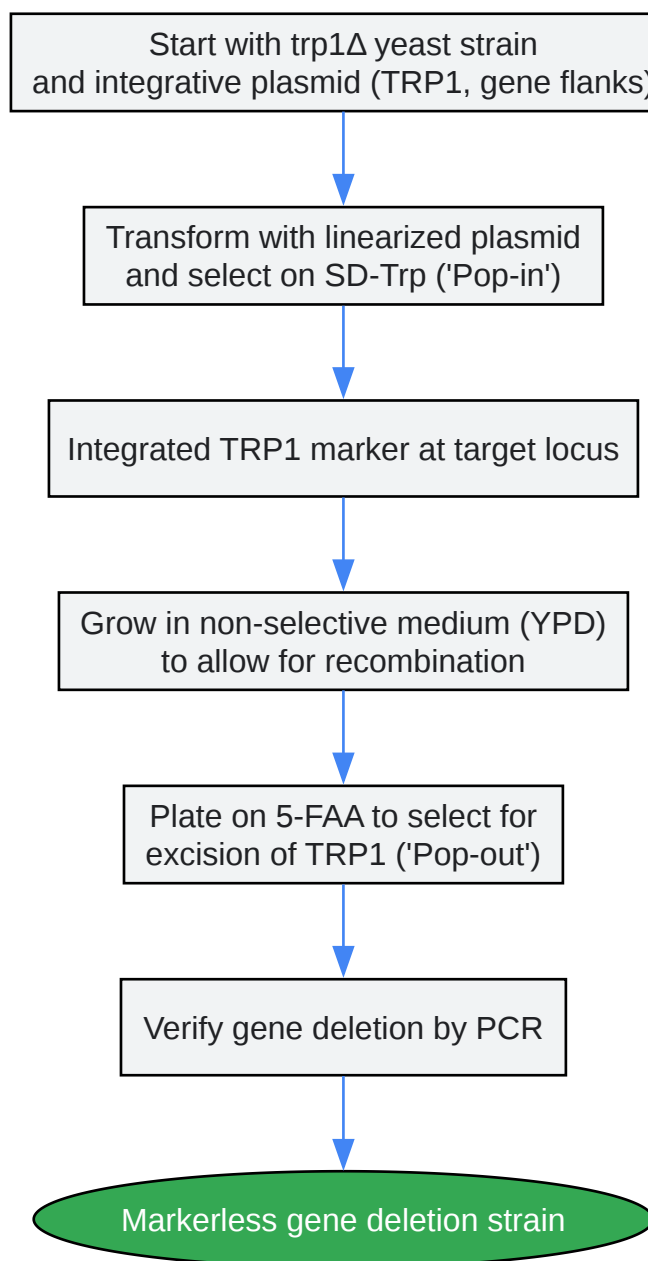 Start with trp1Δ yeast strain
and integrative plasmid (TRP1, gene flanks)
Transform with linearized plasmid
and select on SD-Trp ('Pop-in')
Integrated TRP1 marker at target locus
Grow in non-selective medium (YPD)
to allow for recombination
Plate on 5-FAA to select for
excision of TRP1 ('Pop-out')
Verify gene deletion by PCR
Markerless gene deletion strain